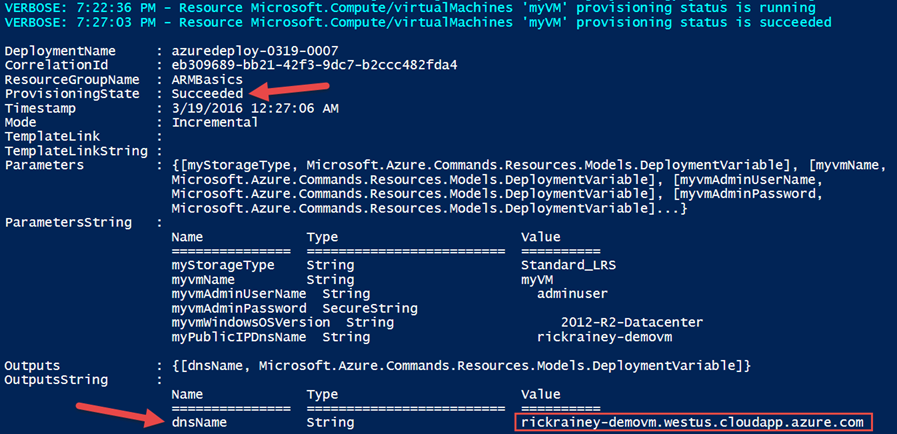 VERBOSE: 7:22:36 PM - Resource Microsoft.Compute/virtualMachines 'myVM' provisioning status is running
VERBOSE: 7:27:03 PM - Resource Microsoft.Compute/virtualMachines 'myVM' provisioning status is succeeded
DeploymentName : azuredeploy-0319-0007
CorrelationId : eb309689-bb21-42f3-9dc7-b2ccc482fda4
ResourceGroupName : ARMBasics
ProvisioningState : Succeeded
Timestamp : 3/19/2016 12:27:06 AM
Mode : Incremental
TemplateLink :
TemplateLinkString :
Parameters : {[myStorageType, Microsoft.Azure.Commands.Resources.Models.DeploymentVariable], [myvmName,
Microsoft.Azure.Commands.Resources.Models.DeploymentVariable], [myvmAdminUserName,
Microsoft.Azure.Commands.Resources.Models.DeploymentVariable], [myvmAdminPassword,
Microsoft.Azure.Commands.Resources.Models.DeploymentVariable]...}
ParametersString :
Name Type Value
=============== ========================= ==========
myStorageType String Standard_LRS
myvmName String myVM
myvmAdminUserName String adminuser
myvmAdminPassword SecureString
myvmWindowsOSVersion String 2012-R2-Datacenter
myPublicIPDnsName String rickrainey-demovm
Outputs : {[dnsName, Microsoft.Azure.Commands.Resources.Models.DeploymentVariable]}
OutputsString :
Name Type Value
=============== ========================= ==========
dnsName String rickrainey-demovm.westus.cloudapp.azure.com